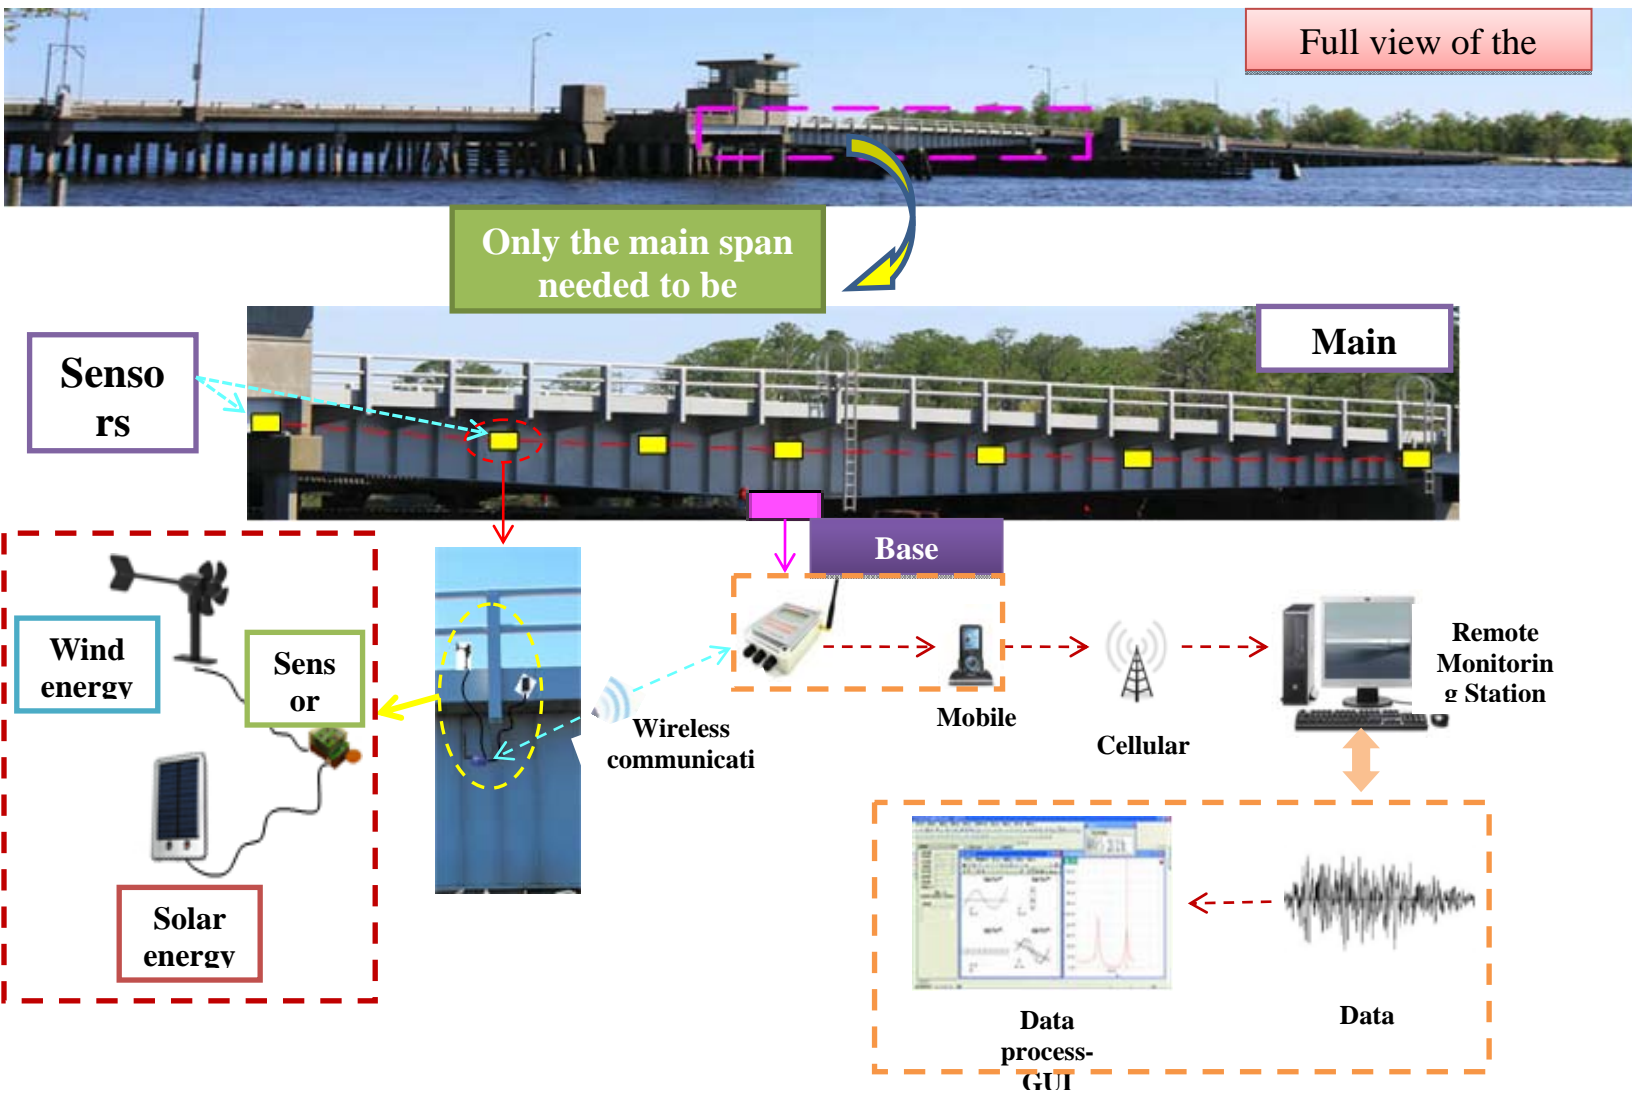 Full view of the
Only the main span
needed to be
Main
Senso
rs
Base
Wind
energy
Sens
or
Solar
energy
Wireless
communicati
Mobile
Cellular
Remote
Monitorin
g Station
Data
process-
GUI
Data